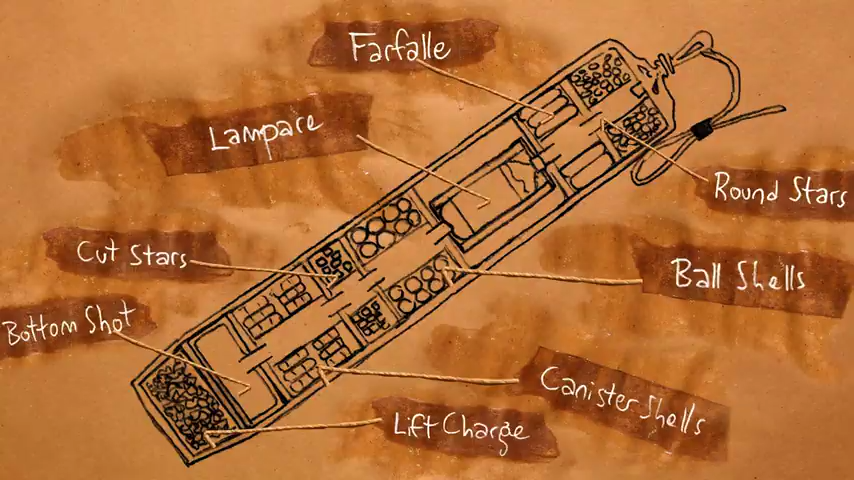 Farfalle
Lampare
Round Stars
Cut Stars
Ball Shells
Bottom Shot
Canister Shells
Lift Charge